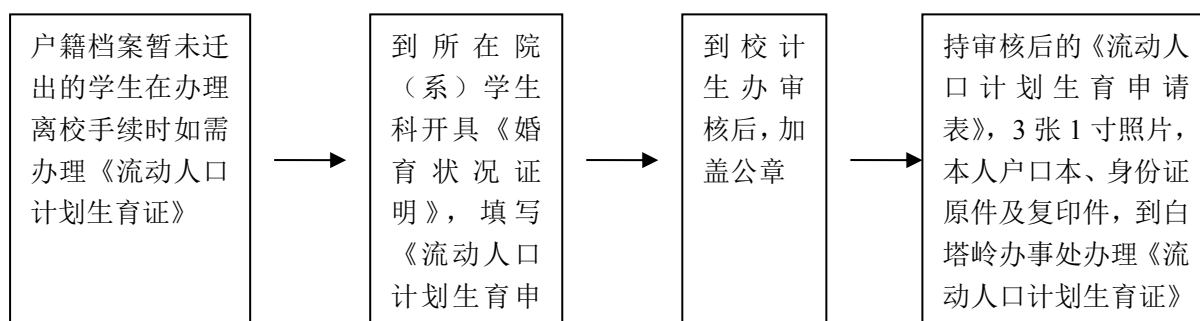 户籍档案暂未迁
出的学生在办理
离校手续时如需
办理《流动人口
计划生育证》
到所在院
（系）学生
科开具《婚
育状况证
明》，填写
《流动人口
计划生育申
到校计
生办审
核后，加
盖公章
持审核后的《流动人
口计划生育申请
表》，3 张 1 寸照片，
本人户口本、身份证
原件及复印件，到白
塔岭办事处办理《流
动人口计划生育证》